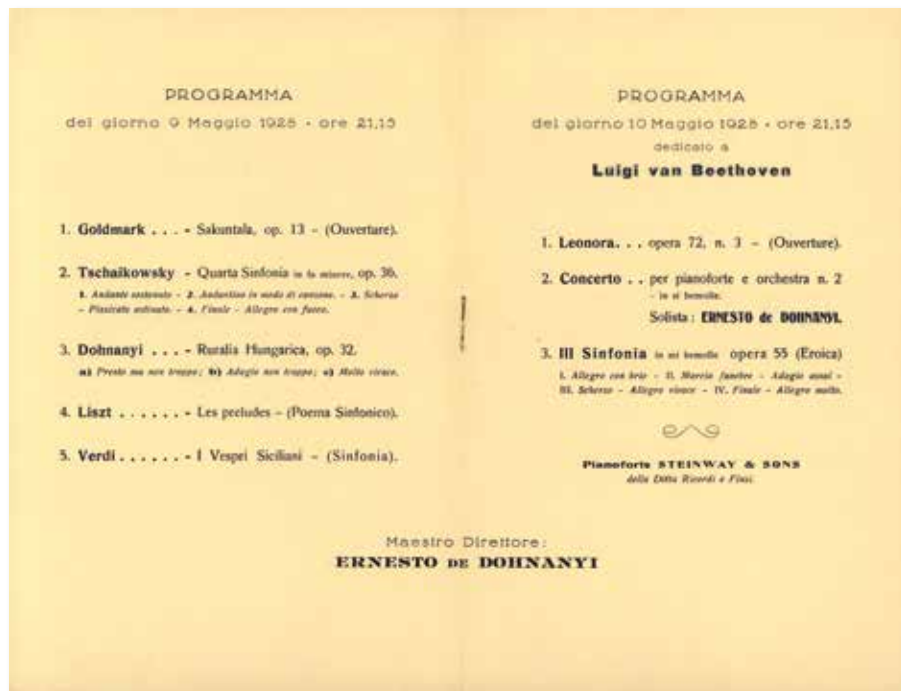 PROGRAMMA
del giorno 9 Maggio 1928 - ore 21,15
1. Goldmark . . . - Sakuntala, op. 13 - (Ouverture).
2. Tschaikowsky - Quarta Sinfonia in fa minore, op. 36.
1. Andante sostenuto - 2. Andantino in modo di canzone. - 3. Scherzo
- Pizzicato ostinato. - 4. Finale - Allegro con fuoco.
3. Dohnanyi . . . - Ruralia Hungarica, op. 32.
a) Presto ma non troppo; b) Adagio non troppo; c) Molto vivace.
4. Liszt . . . . . . - Les preludes - (Poema Sinfonico).
5. Verdi . . . . . . - I Vespri Siciliani - (Sinfonia).
PROGRAMMA
del giorno 10 Maggio 1928 - ore 21,15
dedicato a
Luigi van Beethoven
1. Leonora. . . opera 72, n. 3 - (Ouverture).
2. Concerto . . per pianoforte e orchestra n. 2
- in si bemolle.
Solista : ERNESTO de DOHNANYI.
3. III Sinfonia in mi bemolle opera 55 (Eroica)
I. Allegro con brio - II. Marcia funebre - Adagio assai -
III. Scherzo - Allegro vivace - IV. Finale - Allegro molto.
Pianoforte STEINWAY & SONS
della Ditta Ricordi e Finzi.
Maestro Direttore:
ERNESTO DE DOHNANYI